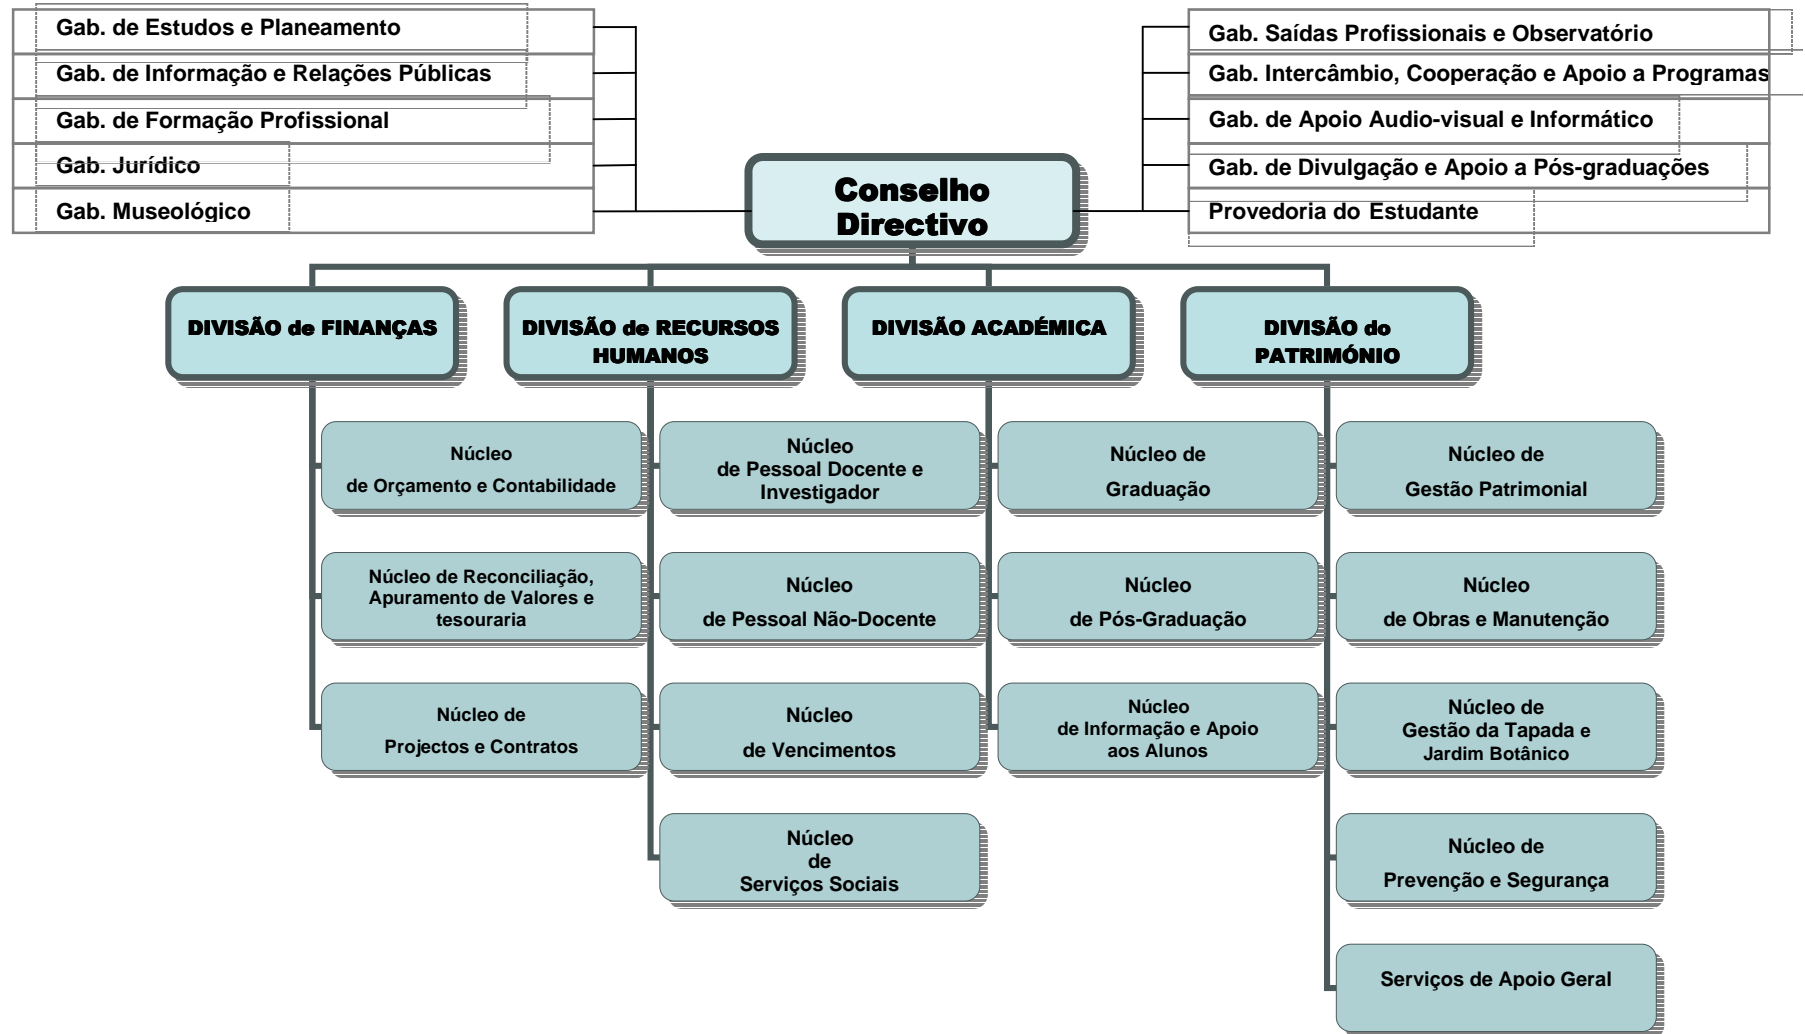 Gab. de Estudos e Planeamento
Gab. de Informação e Relações Públicas
Gab. de Formação Profissional
Gab. Jurídico
Gab. Museológico
Gab. Saídas Profissionais e Observatório
Gab. Intercâmbio, Cooperação e Apoio a Programas
Gab. de Apoio Audio-visual e Informático
Gab. de Divulgação e Apoio a Pós-graduações
Provedoria do Estudante
Conselho
Directivo
DIVISÃO de FINANÇAS
DIVISÃO de RECURSOS
HUMANOS
DIVISÃO ACADÉMICA
DIVISÃO do
PATRIMÓNIO
Núcleo
de Orçamento e Contabilidade
Núcleo de Reconciliação,
Apuramento de Valores e
tesouraria
Núcleo de
Projectos e Contratos
Núcleo
de Pessoal Docente e
Investigador
Núcleo
de Pessoal Não-Docente
Núcleo
de Vencimentos
Núcleo
de
Serviços Sociais
Núcleo de
Graduação
Núcleo
de Pós-Graduação
Núcleo
de Informação e Apoio
aos Alunos
Núcleo de
Gestão Patrimonial
Núcleo
de Obras e Manutenção
Núcleo de
Gestão da Tapada e
Jardim Botânico
Núcleo de
Prevenção e Segurança
Serviços de Apoio Geral